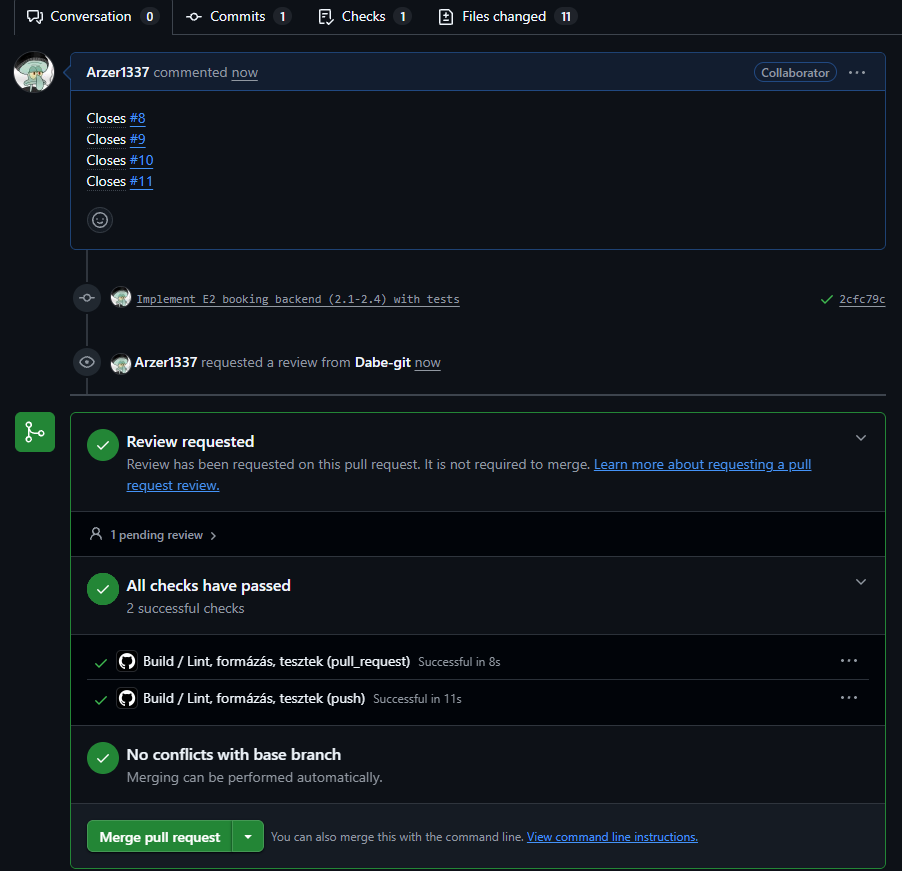 Conversation 0 Commits 1 Checks 1 Files changed 11
Arzer1337 commented now Collaborator
Closes #8
Closes #9
Closes #10
Closes #11
Implement E2 booking backend (2.1-2.4) with tests 2cfc79c
Arzer1337 requested a review from Dabe-git now
Review requested
Review has been requested on this pull request. It is not required to merge. Learn more about requesting a pull
request review.
1 pending review
All checks have passed
2 successful checks
Build / Lint, formázás, tesztek (pull_request) Successful in 8s
Build / Lint, formázás, tesztek (push) Successful in 11s
No conflicts with base branch
Merging can be performed automatically.
Merge pull request You can also merge this with the command line. View command line instructions.